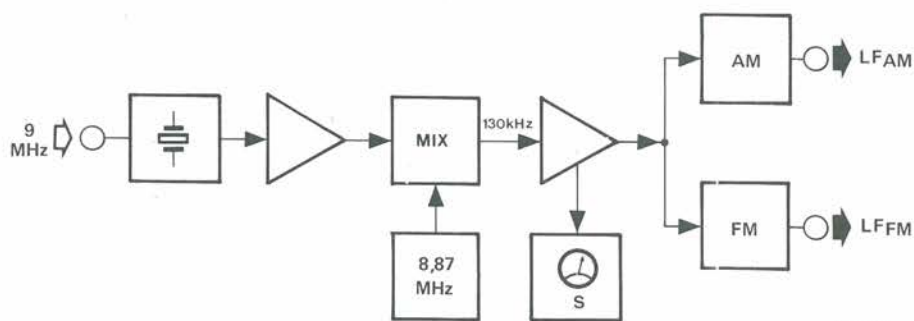 9
MHz
MIX
130kHz
8,87
MHz
S
AM
LFAM
FM
LFFM